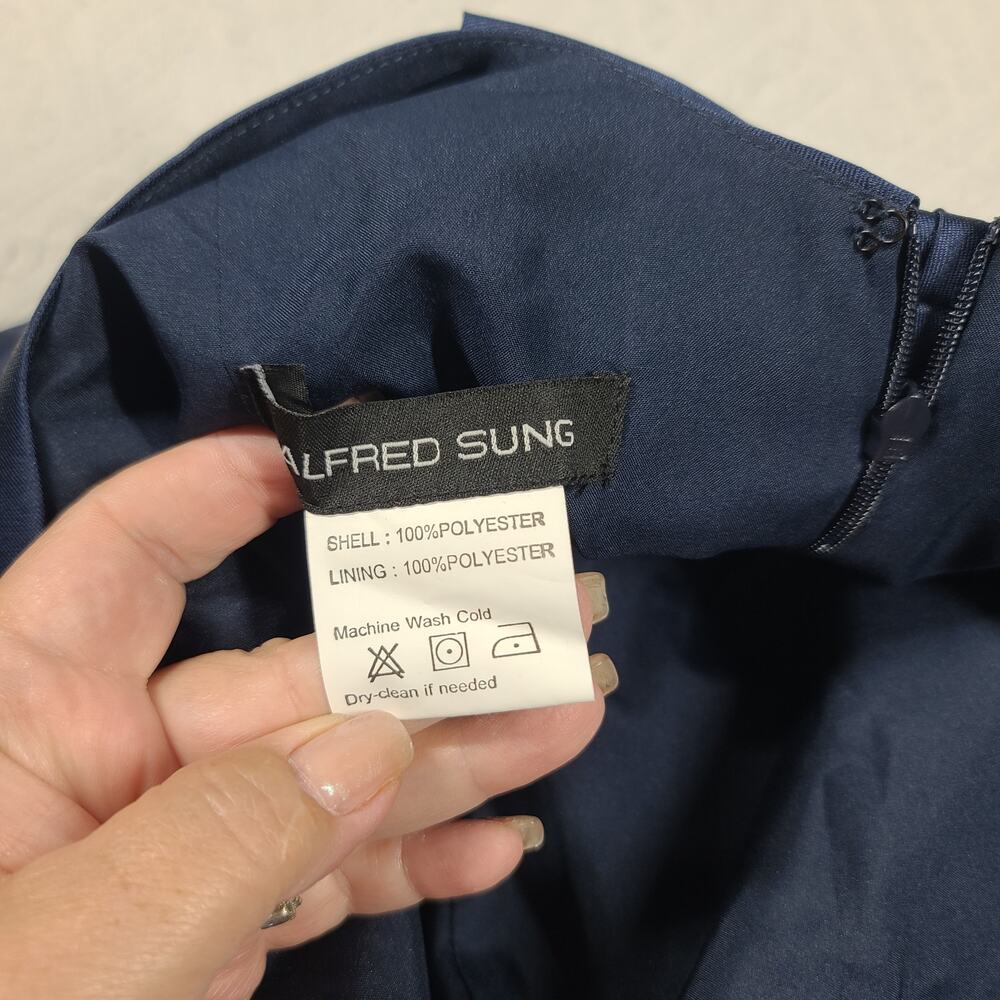 ALFRED SUNG
SHELL : 100%POLYESTER
LINING : 100%POLYESTER
Machine Wash Cold
Dry-clean if needed